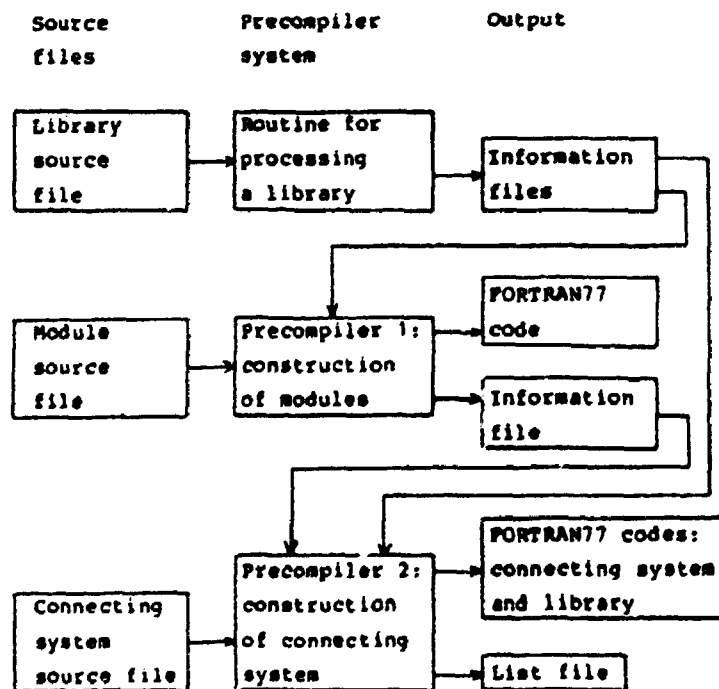 Source
files
Precompiler
system
Output
Library
source
file
Routine for
processing
a library
Information
files
Module
source
file
Precompiler 1:
construction
of modules
FORTRAN77
code
Information
file
Connecting
system
source file
Precompiler 2:
construction
of connecting
system
FORTRAN77 codes:
connecting system
and library
List file